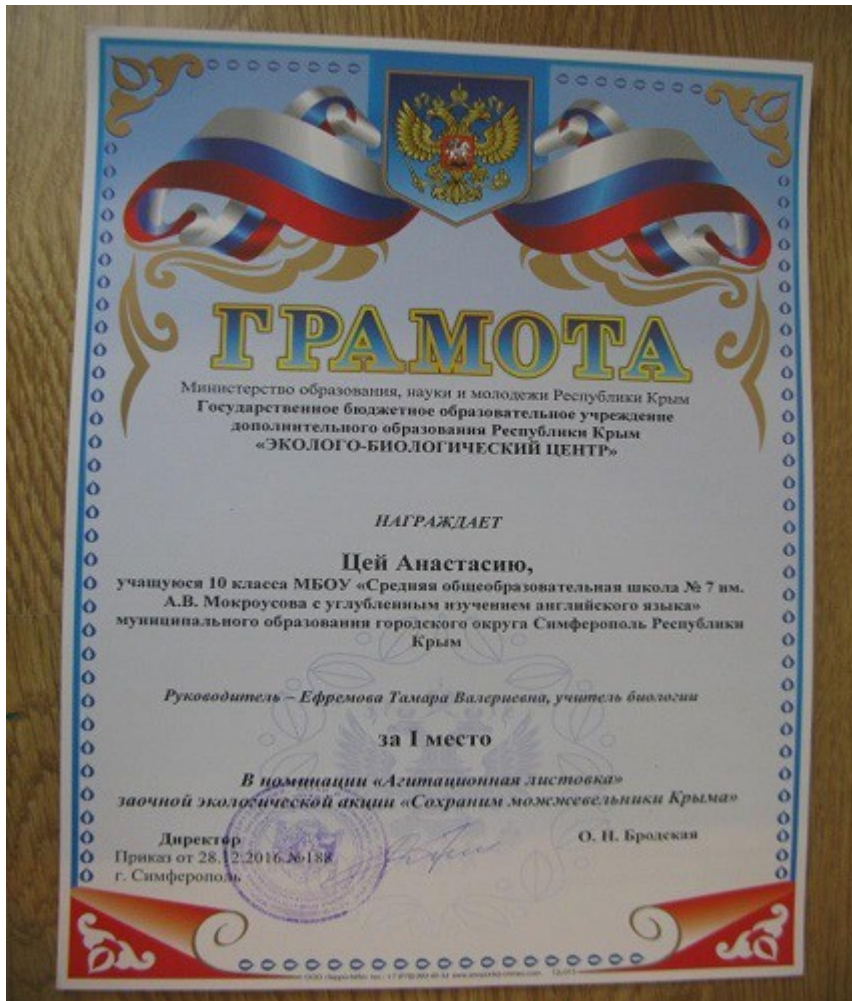 ГРАМОТА
Министерство образования, науки и молодежи Республики Крым
Государственное бюджетное образовательное учреждение
дополнительного образования Республики Крым
«ЭКОЛОГО-БИОЛОГИЧЕСКИЙ ЦЕНТР»
НАГРАЖДАЕТ
Цей Анастасию,
учащуюся 10 класса МБОУ «Средняя общеобразовательная школа № 7 им.
А.В. Мокроусова с углубленным изучением английского языка»
муниципального образования городского округа Симферополь Республики
Крым
Руководитель – Ефремова Тамара Валериевна, учитель биологии
за I место
В номинации «Агитационная листовка»
заочной экологической акции «Сохраним можжевельники Крыма»
Директор О. Н. Бродская
Приказ от 28.12.2016 №188
г. Симферополь